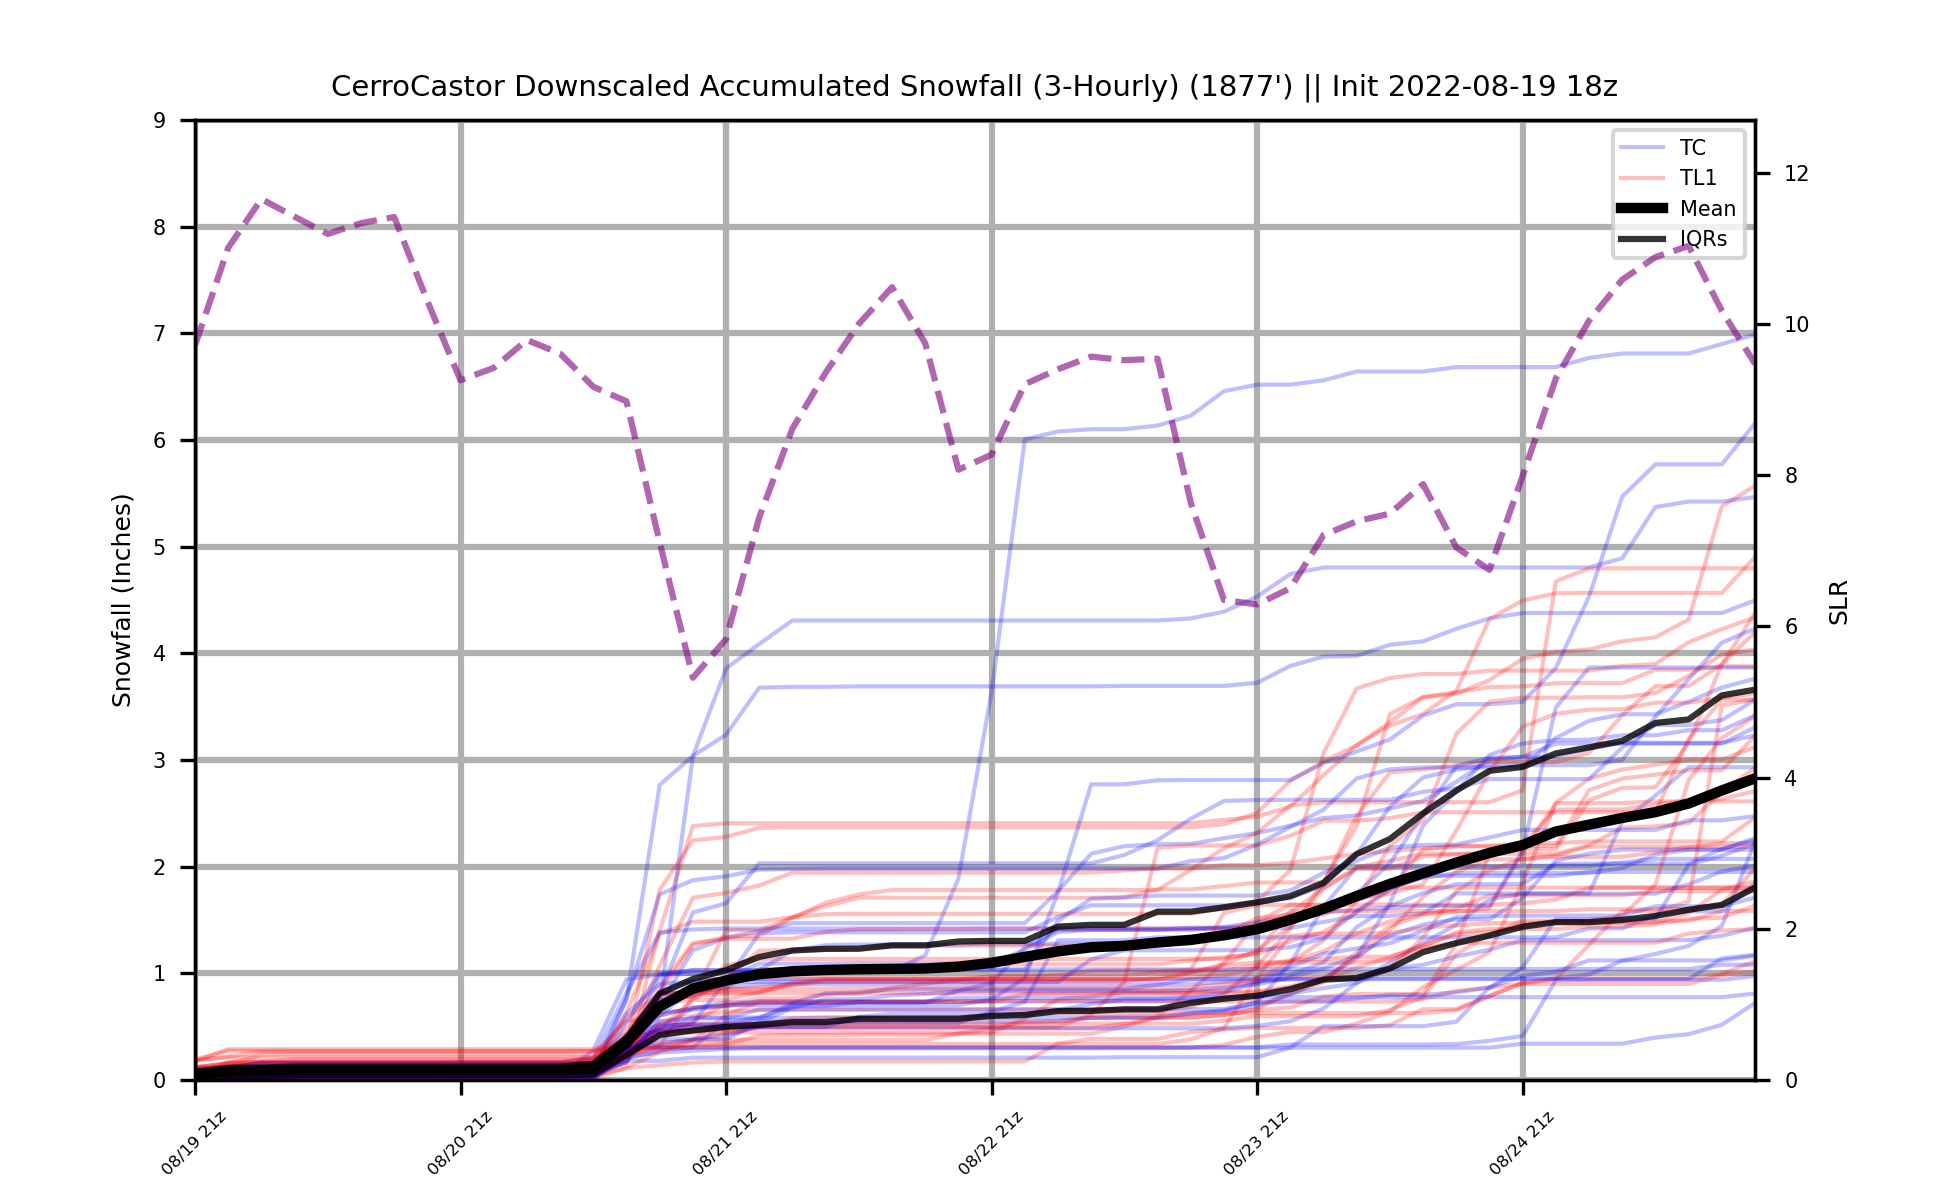 CerroCastor Downscaled Accumulated Snowfall (3-Hourly) (1877') || Init 2022-08-19 18z
TC
TL1
Mean
IQRs
Snowfall (Inches)
9
8
7
6
5
4
3
2
1
0
12
10
8
6
4
2
0
SLR
08/19 21z
08/20 21z
08/21 21z
08/22 21z
08/23 21z
08/24 21z